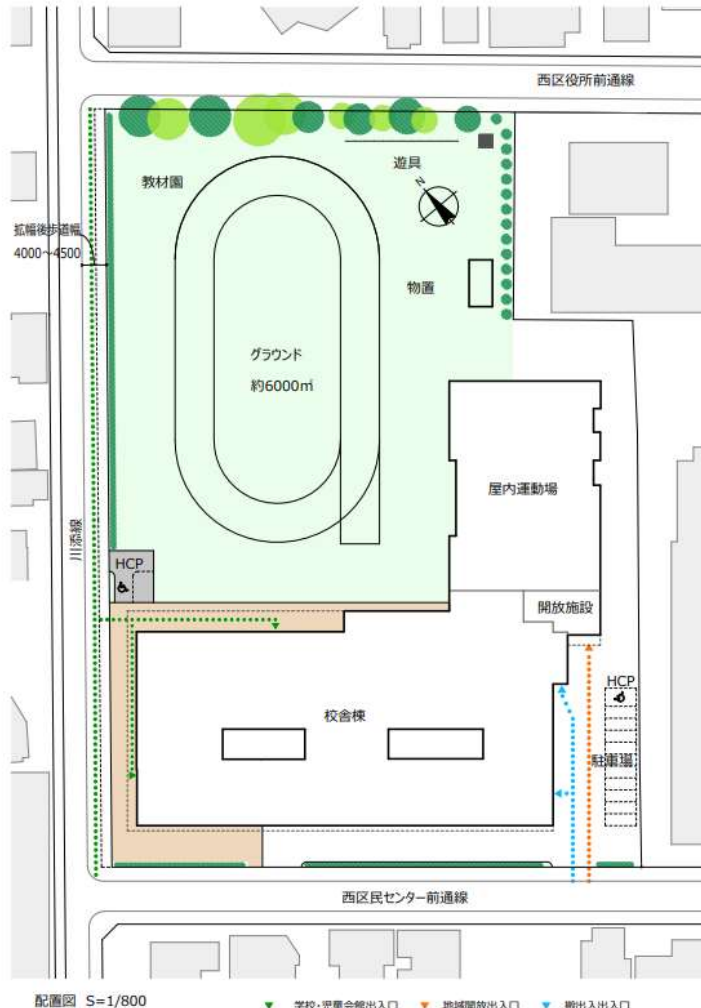 西区役所前通線
教材園
遊具
N
拡幅後歩道幅
4000～4500
物置
グラウンド
約6000㎡
屋内運動場
川添線
HCP
開放施設
HCP
校舎棟
駐車場
西区民センター前通線
配置図 S=1/800
学校・児童会館出入口
地域開放出入口
搬出入出入口